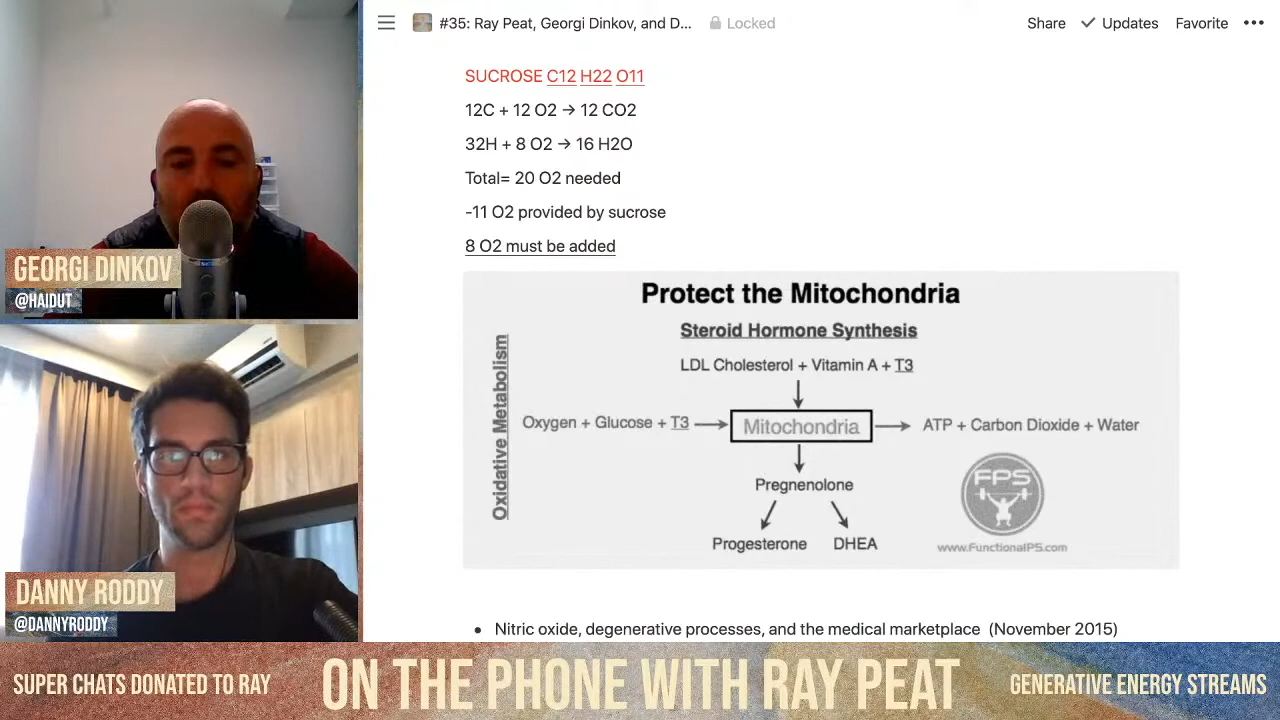 #35: Ray Peat, Georgi Dinkov, and D...
Locked
Share
Updates
Favorite
SUCROSE C12 H22 O11
12C + 12 O2 → 12 CO2
32H + 8 O2 → 16 H2O
Total= 20 O2 needed
-11 O2 provided by sucrose
8 O2 must be added
Protect the Mitochondria
Steroid Hormone Synthesis
LDL Cholesterol + Vitamin A + T3
Oxidative Metabolism
Oxygen + Glucose + T3
Mitochondria
ATP + Carbon Dioxide + Water
Pregnenolone
Progesterone
DHEA
FPS
www.FunctionalPS.com
• Nitric oxide, degenerative processes, and the medical marketplace (November 2015)
GEORGI DINKOV
@HAIDUT
DANNY RODDY
@DANNYRODDY
SUPER CHATS DONATED TO RAY
ON THE PHONE WITH RAY PEAT
GENERATIVE ENERGY STREAMS